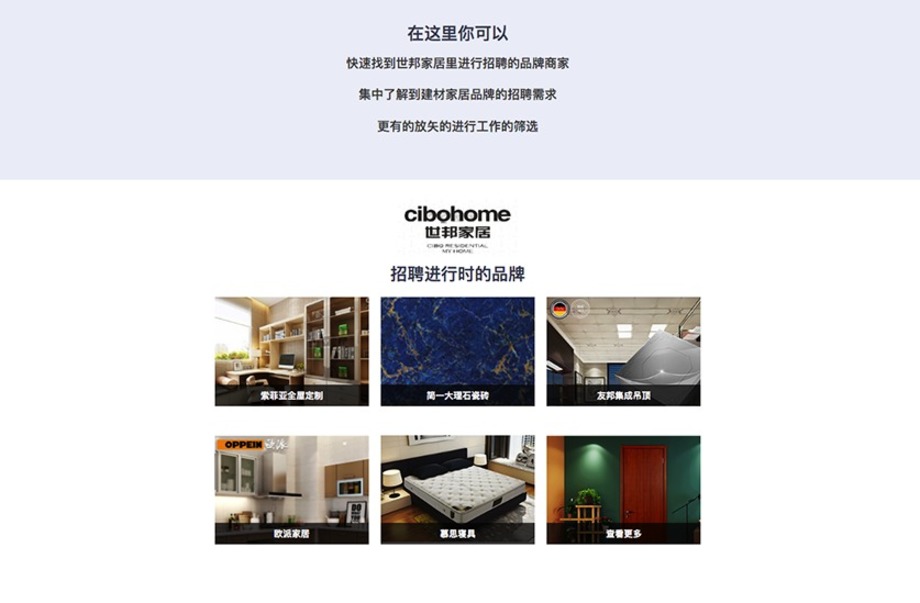 在这里你可以
快速找到世邦家居里进行招聘的品牌商家
集中了解到建材家居品牌的招聘需求
更有的放矢的进行工作的筛选
cibohome
世邦家居
CIBO RESIDENTIAL
MY HOME
招聘进行时的品牌
索菲亚全屋定制
简一大理石瓷砖
友邦集成吊顶
OPPEIN 欧派
欧派家居
慕思寝具
查看更多